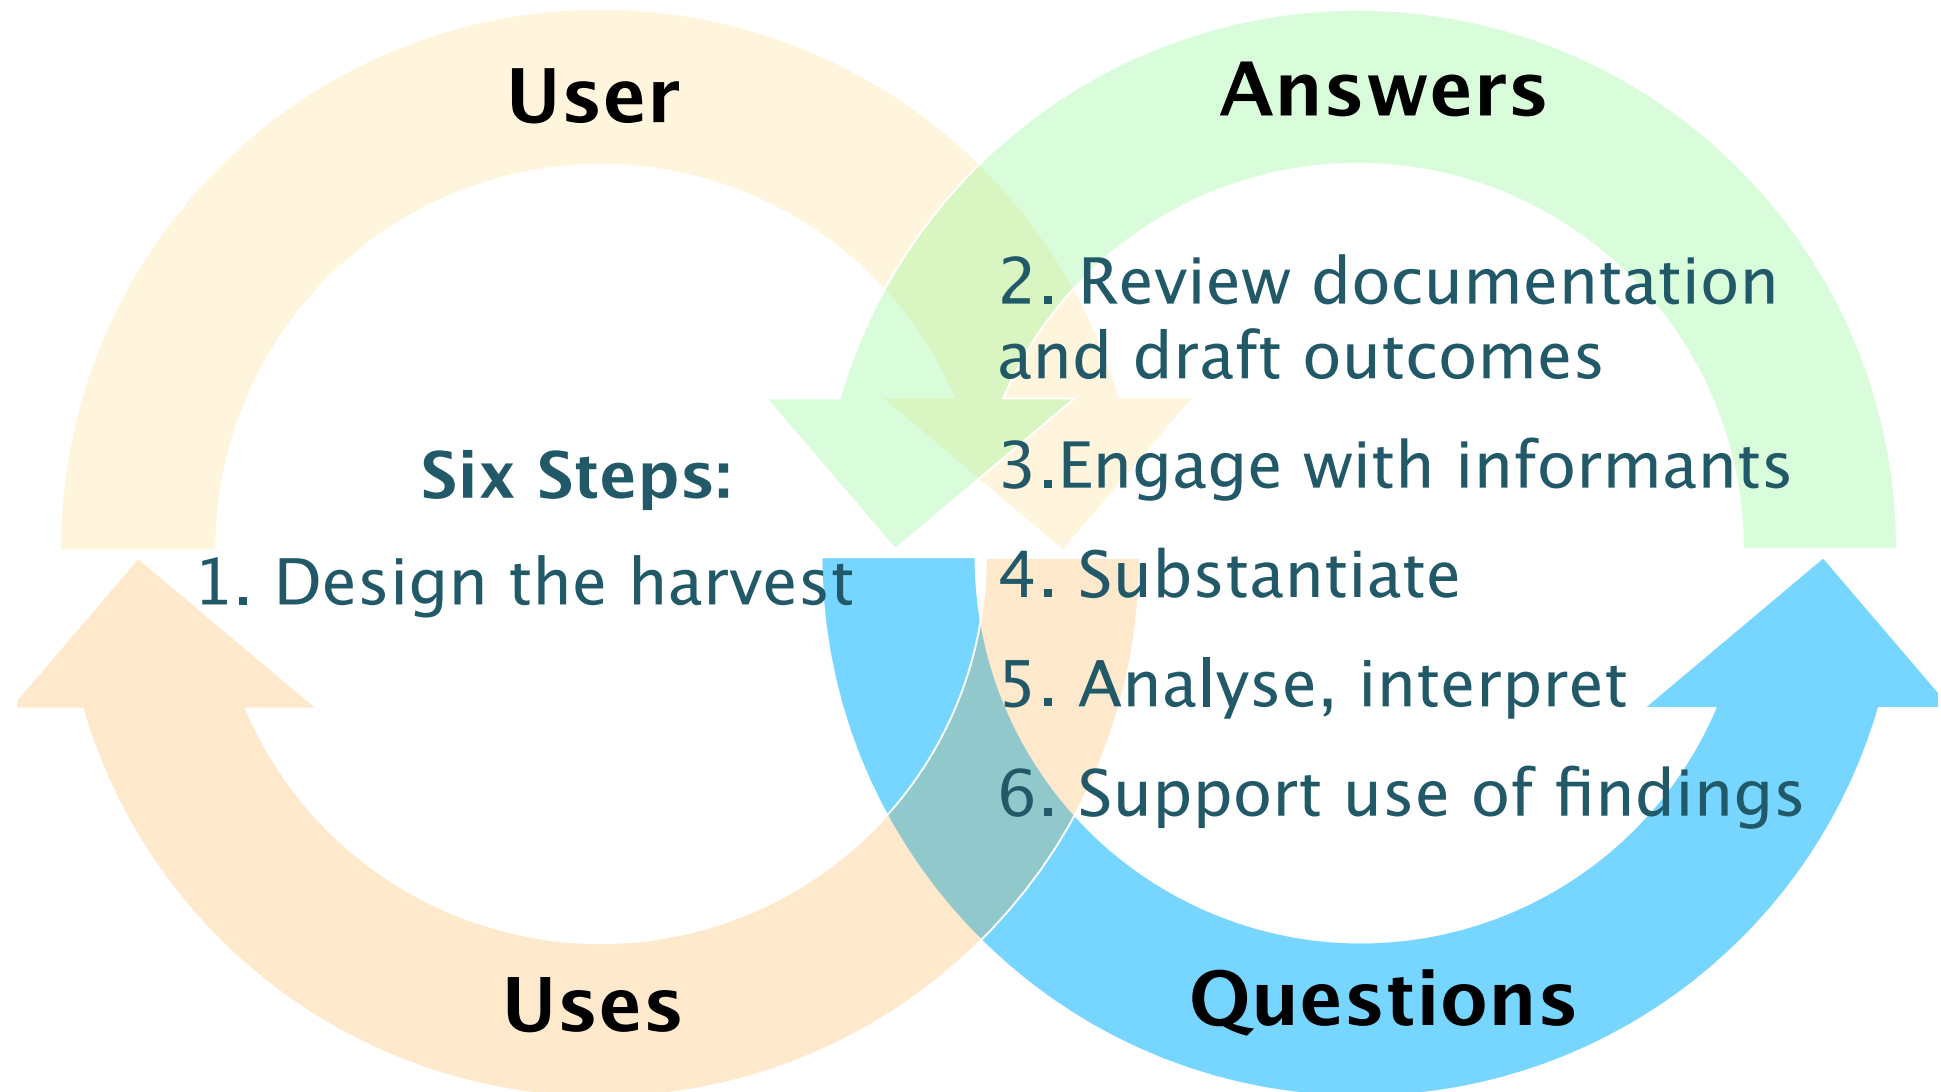 User
Answers
Six Steps:
1. Design the harvest
2. Review documentation
and draft outcomes
3.Engage with informants
4. Substantiate
5. Analyse, interpret
6. Support use of findings
Uses
Questions